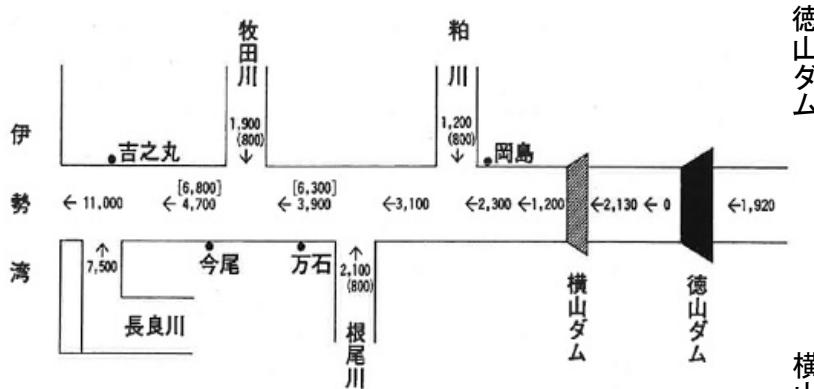 徳山ダム
牧田川
粕川
1,900
(800)
↓
1,200
(800)
↓
伊勢湾
吉之丸
岡島
[6,800]
[6,300]
← 11,000
← 4,700
← 3,900
←3,100
←2,300
←1,200
←2,130
← 0
←1,920
↑
7,500
今尾
万石
↑
2,100
(800)
長良川
根尾川
横山ダム
徳山ダム